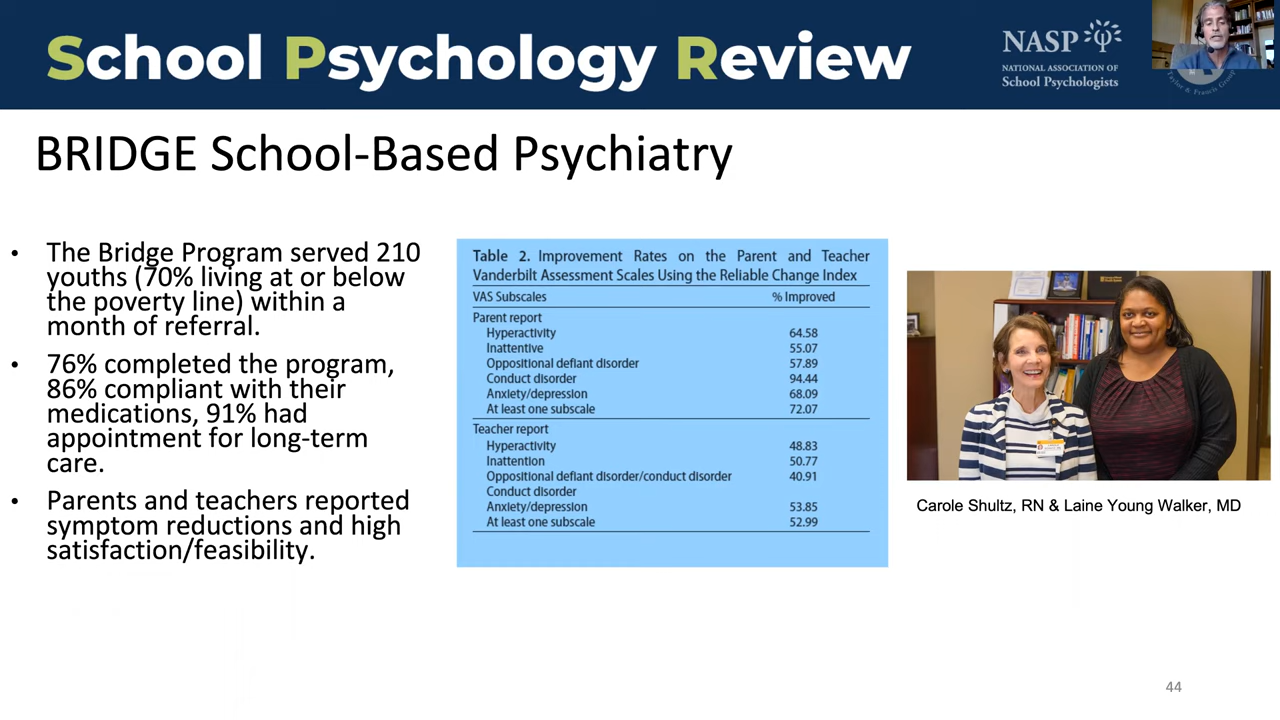 School Psychology Review
NASP
NATIONAL ASSOCIATION OF
School Psychologists
Taylor & Francis Group
BRIDGE School-Based Psychiatry
• The Bridge Program served 210
youths (70% living at or below
the poverty line) within a
month of referral.
• 76% completed the program,
86% compliant with their
medications, 91% had
appointment for long-term
care.
• Parents and teachers reported
symptom reductions and high
satisfaction/feasibility.
Table 2. Improvement Rates on the Parent and Teacher
Vanderbilt Assessment Scales Using the Reliable Change Index
VAS Subscales % Improved
Parent report
Hyperactivity 64.58
Inattentive 55.07
Oppositional defiant disorder 57.89
Conduct disorder 94.44
Anxiety/depression 68.09
At least one subscale 72.07
Teacher report
Hyperactivity 48.83
Inattention 50.77
Oppositional defiant disorder/conduct disorder 40.91
Conduct disorder
Anxiety/depression 53.85
At least one subscale 52.99
Carole Shultz, RN & Laine Young Walker, MD
44